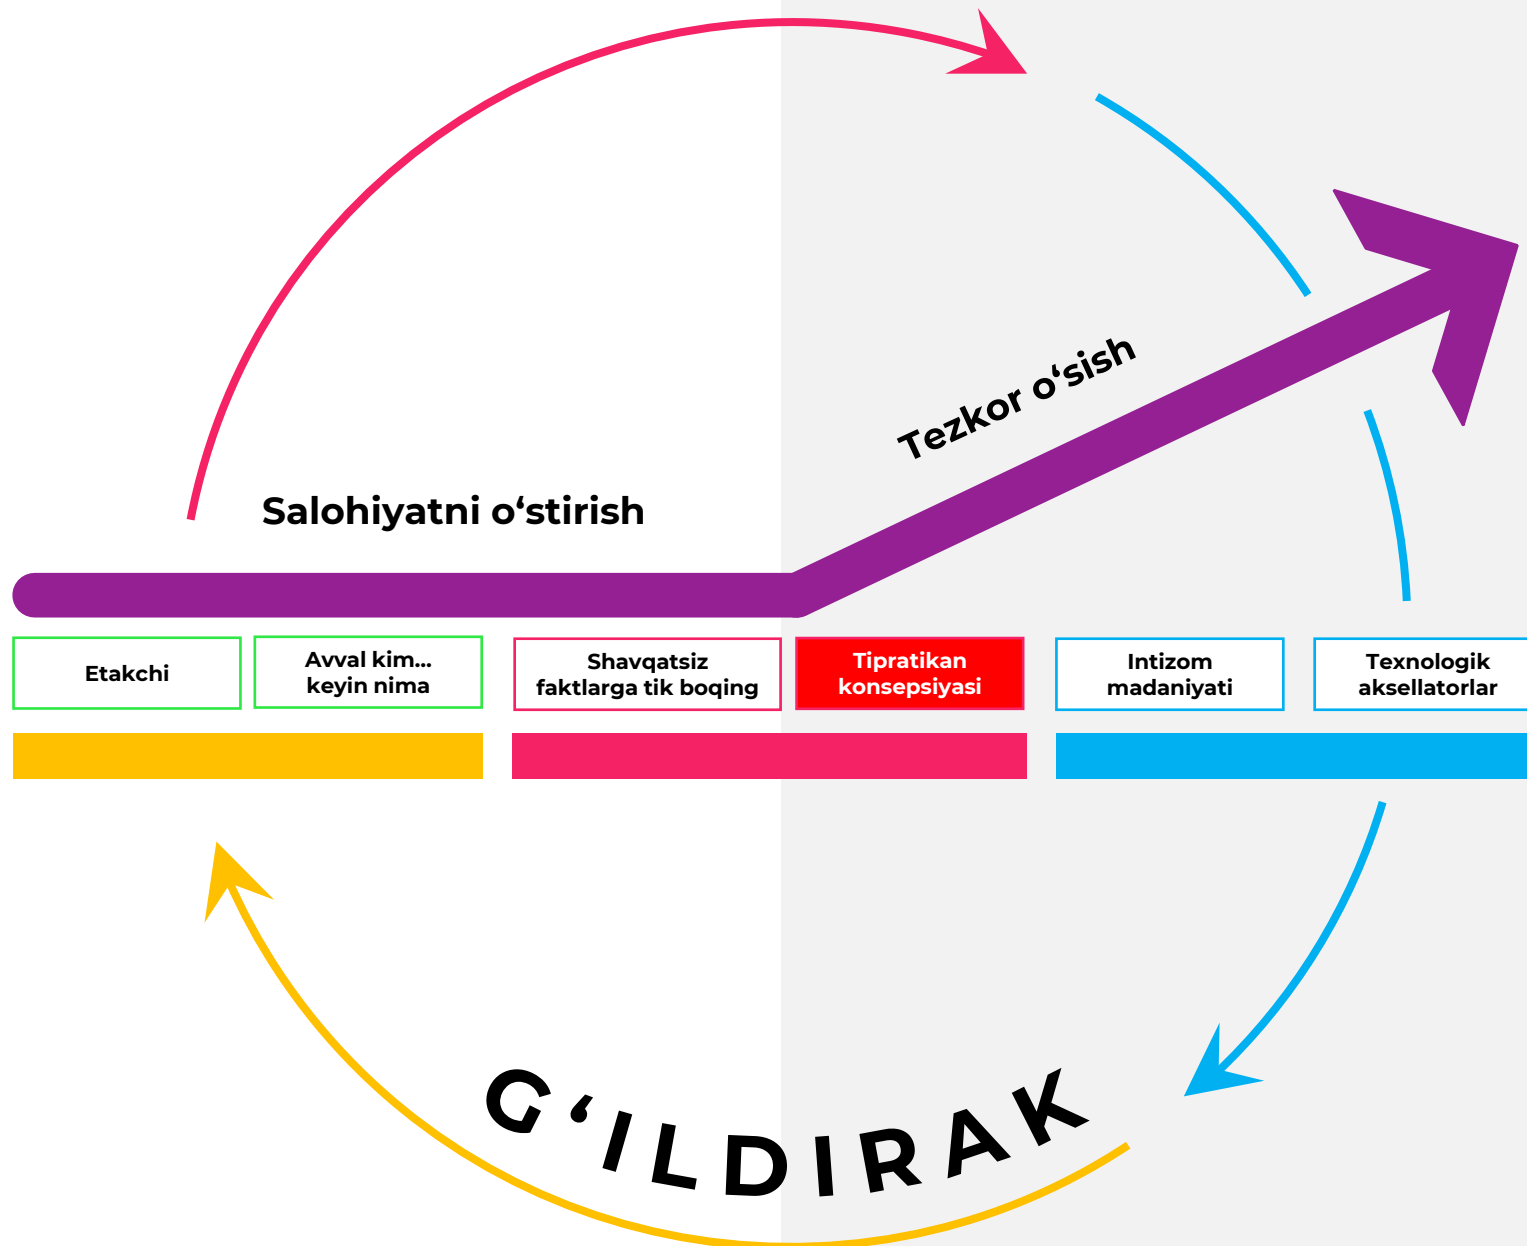 Tezkor o‘sish
Salohiyatni o‘stirish
Etakchi
Avval kim...
keyin nima
Shavqatsiz
faktlarga tik boqing
Tipratikan
konsepsiyasi
Intizom
madaniyati
Texnologik
aksellatorlar
G‘ILDIRAK